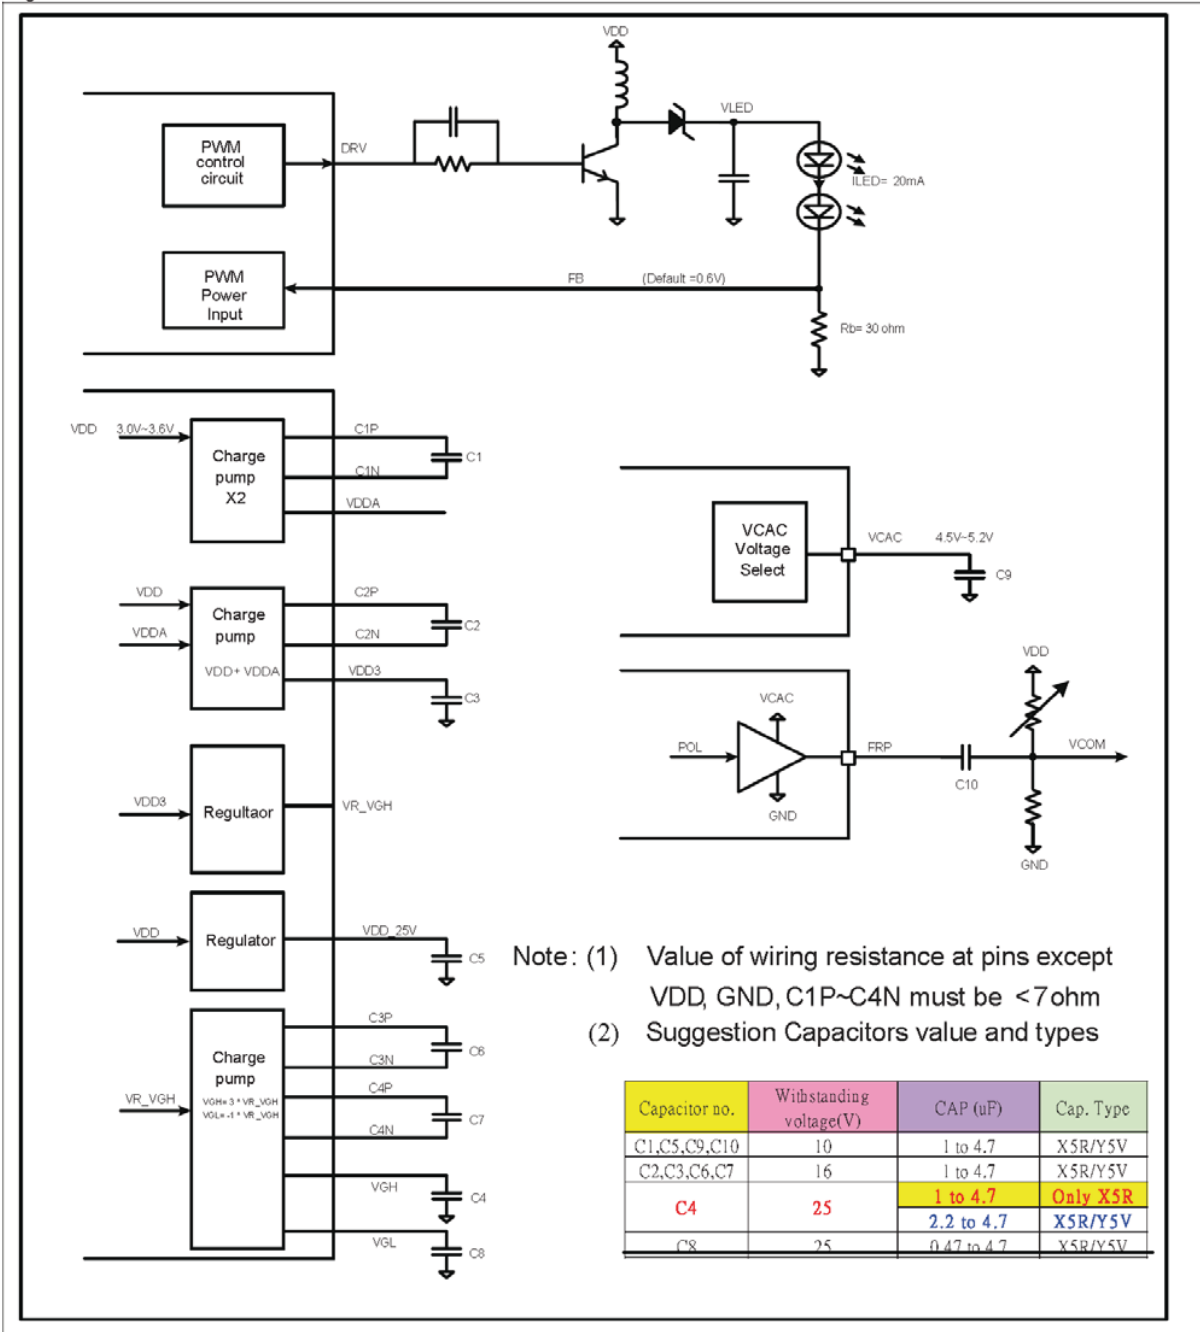 VDD
PWM
control
circuit
DRV
VLED
ILED= 20mA
PWM
Power
Input
FB
(Default =0.6V)
Rb= 30 ohm
VDD
3.0V~3.6V
Charge
pump
X2
C1P
C1N
C1
VDDA
VDD
VDDA
Charge
pump
VDD+ VDDA
C2P
C2N
C2
VDD3
C3
VDD3
Regultaor
VR_VGH
VDD
Regulator
VDD_25V
C5
VR_VGH
Charge
pump
VGH= 3 * VR_VGH
VGL= -1 * VR_VGH
C3P
C3N
C6
C4P
C4N
C7
VGH
C4
VGL
C8
VCAC
Voltage
Select
VCAC
4.5V~5.2V
C9
POL
VCAC
GND
FRP
C10
VDD
VCOM
GND
Note: (1) Value of wiring resistance at pins except
VDD, GND, C1P~C4N must be <7ohm
(2) Suggestion Capacitors value and types
Capacitor no. Withstanding voltage(V) CAP (uF) Cap. Type
C1,C5,C9,C10 10 1 to 4.7 X5R/Y5V
C2,C3,C6,C7 16 1 to 4.7 X5R/Y5V
C4 25 1 to 4.7 Only X5R
2.2 to 4.7 X5R/Y5V
C8 25 0.47 to 4.7 X5R/Y5V